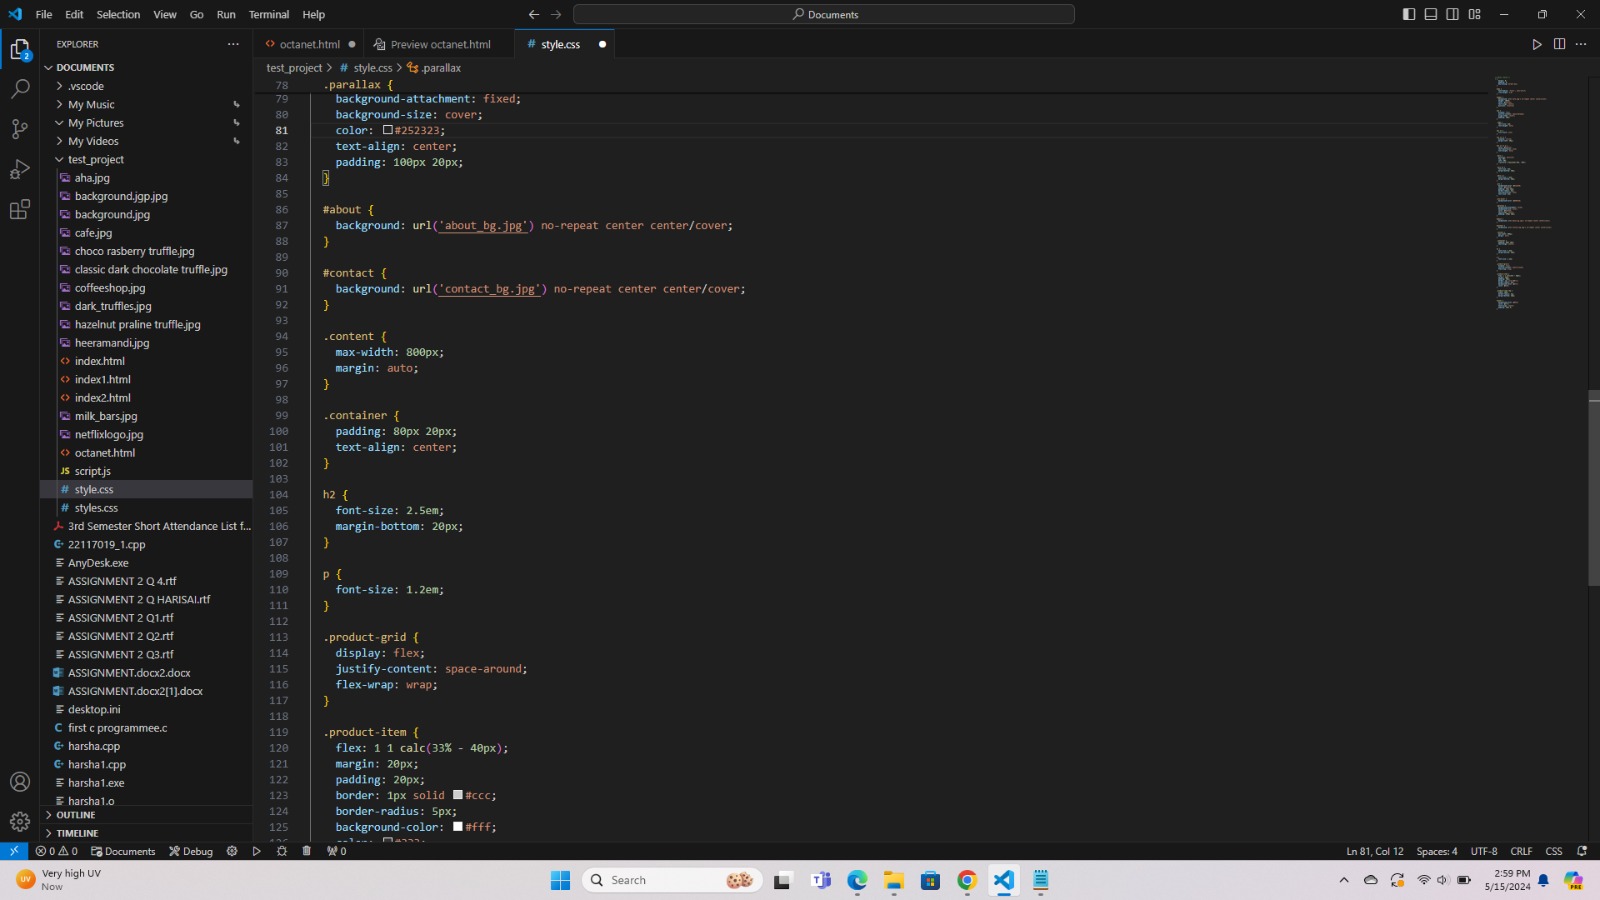 File Edit Selection View Go Run Terminal Help
Documents
EXPLORER
DOCUMENTS
.vscode
My Music
My Pictures
My Videos
test_project
aha.jpg
background.jgp.jpg
background.jpg
cafe.jpg
choco rasberry truffle.jpg
classic dark chocolate truffle.jpg
coffeeshop.jpg
dark_truffles.jpg
hazelnut praline truffle.jpg
heeramandi.jpg
index.html
index1.html
index2.html
milk_bars.jpg
netflixlogo.jpg
octanet.html
JS script.js
# style.css
# styles.css
3rd Semester Short Attendance List f...
22117019_1.cpp
AnyDesk.exe
ASSIGNMENT 2 Q 4.rtf
ASSIGNMENT 2 Q HARISAI.rtf
ASSIGNMENT 2 Q1.rtf
ASSIGNMENT 2 Q2.rtf
ASSIGNMENT 2 Q3.rtf
ASSIGNMENT.docx2.docx
ASSIGNMENT.docx2[1].docx
desktop.ini
C first c programmee.c
harsha.cpp
harsha1.cpp
harsha1.exe
harsha1.o
OUTLINE
TIMELINE
octanet.html Preview octanet.html # style.css
test_project > # style.css > .parallax
78 .parallax {
79 background-attachment: fixed;
80 background-size: cover;
81 color: #252323;
82 text-align: center;
83 padding: 100px 20px;
84 }
85
86 #about {
87 background: url('about_bg.jpg') no-repeat center center/cover;
88 }
89
90 #contact {
91 background: url('contact_bg.jpg') no-repeat center center/cover;
92 }
93
94 .content {
95 max-width: 800px;
96 margin: auto;
97 }
98
99 .container {
100 padding: 80px 20px;
101 text-align: center;
102 }
103
104 h2 {
105 font-size: 2.5em;
106 margin-bottom: 20px;
107 }
108
109 p {
110 font-size: 1.2em;
111 }
112
113 .product-grid {
114 display: flex;
115 justify-content: space-around;
116 flex-wrap: wrap;
117 }
118
119 .product-item {
120 flex: 1 1 calc(33% - 40px);
121 margin: 20px;
122 padding: 20px;
123 border: 1px solid #ccc;
124 border-radius: 5px;
125 background-color: #fff;
2
0 0 Documents Debug 0
Ln 81, Col 12 Spaces: 4 UTF-8 CRLF CSS
Very high UV
Now
Search
2:59 PM
5/15/2024